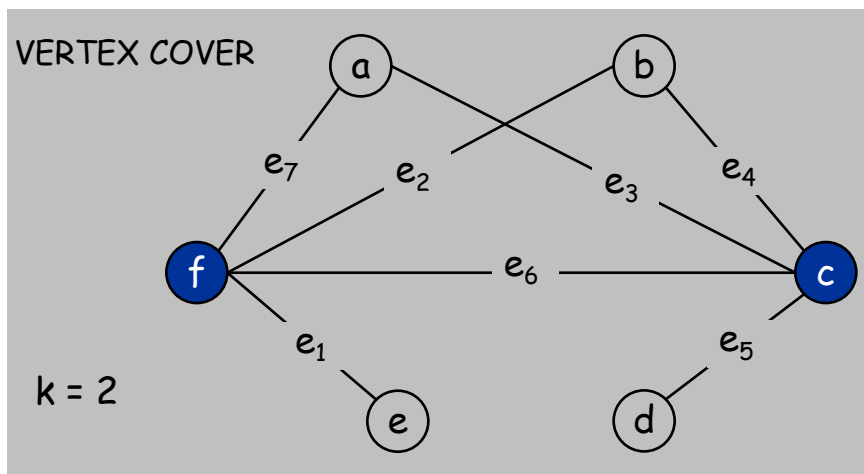 VERTEX COVER
a
b
e₇
e₂
e₃
e₄
f
e₆
c
e₁
e₅
k = 2
e
d